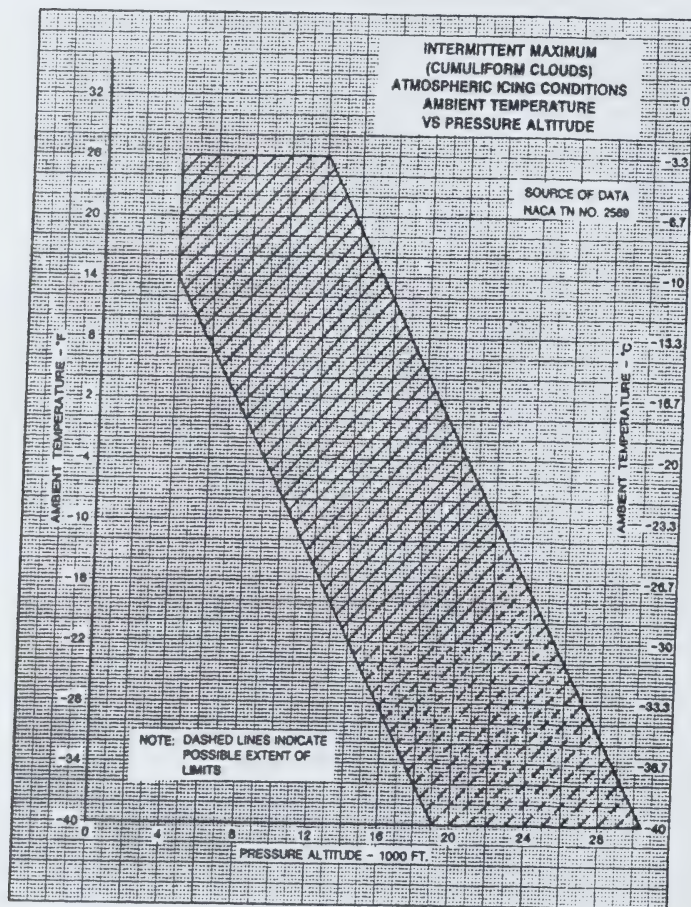 INTERMITTENT MAXIMUM
(CUMULIFORM CLOUDS)
ATMOSPHERIC ICING CONDITIONS
AMBIENT TEMPERATURE
VS PRESSURE ALTITUDE
SOURCE OF DATA
NACA TN NO. 2569
AMBIENT TEMPERATURE - °F
32
26
20
14
8
2
-4
-10
-16
-22
-28
-34
-40
AMBIENT TEMPERATURE - °C
0
-3.3
-6.7
-10
-13.3
-16.7
-20
-23.3
-26.7
-30
-33.3
-36.7
-40
NOTE: DASHED LINES INDICATE
POSSIBLE EXTENT OF
LIMITS
0 4 8 12 16 20 24 28
PRESSURE ALTITUDE - 1000 FT.